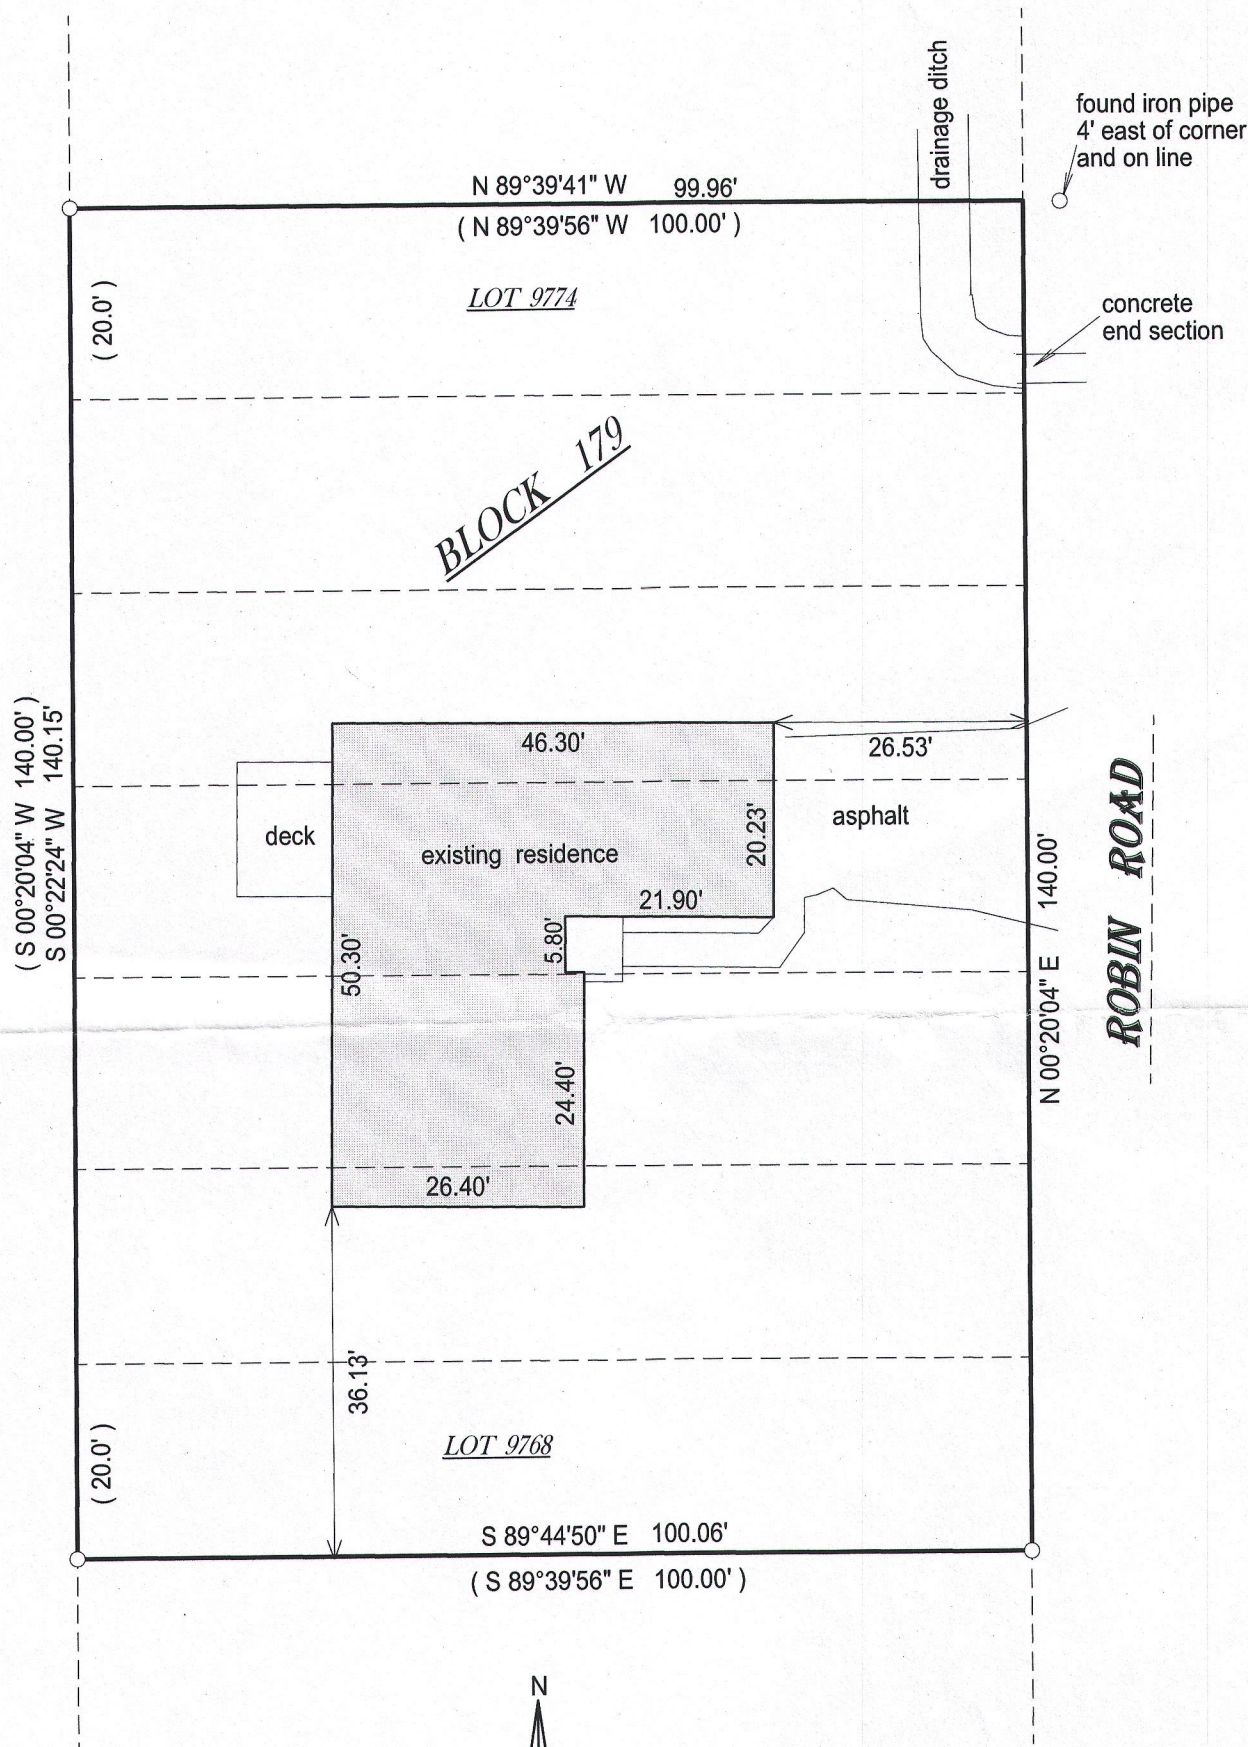 drainage ditch
found iron pipe
4' east of corner
and on line
N 89°39'41" W 99.96'
( N 89°39'56" W 100.00' )
( 20.0' )
LOT 9774
concrete
end section
BLOCK 179
( S 00°20'04" W 140.00' )
S 00°22'24" W 140.15'
46.30'
26.53'
deck
existing residence
20.23'
asphalt
21.90'
5.80'
50.30'
24.40'
26.40'
N 00°20'04" E 140.00'
ROBIN ROAD
36.13'
( 20.0' )
LOT 9768
S 89°44'50" E 100.06'
( S 89°39'56" E 100.00' )
N